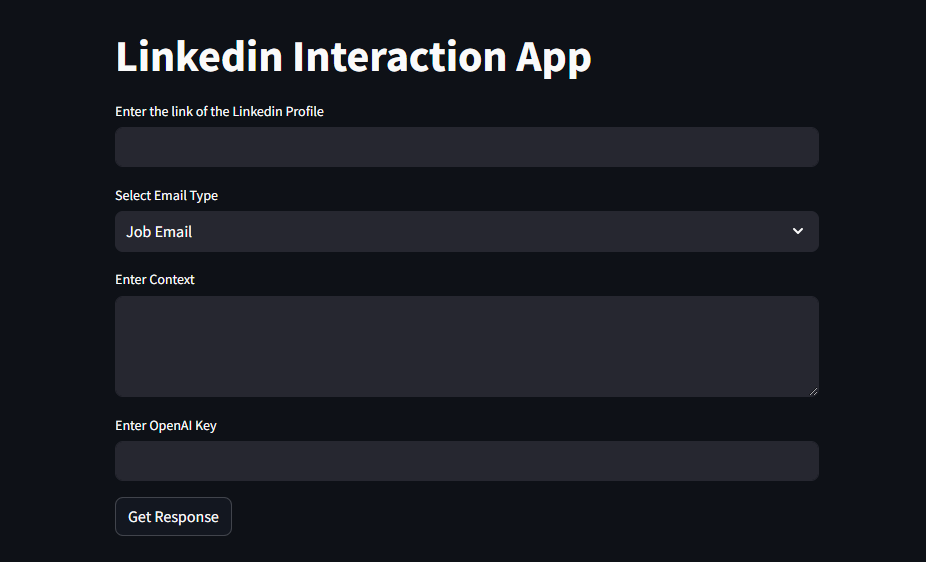 Linkedin Interaction App
Enter the link of the Linkedin Profile
Select Email Type
Job Email
Enter Context
Enter OpenAI Key
Get Response